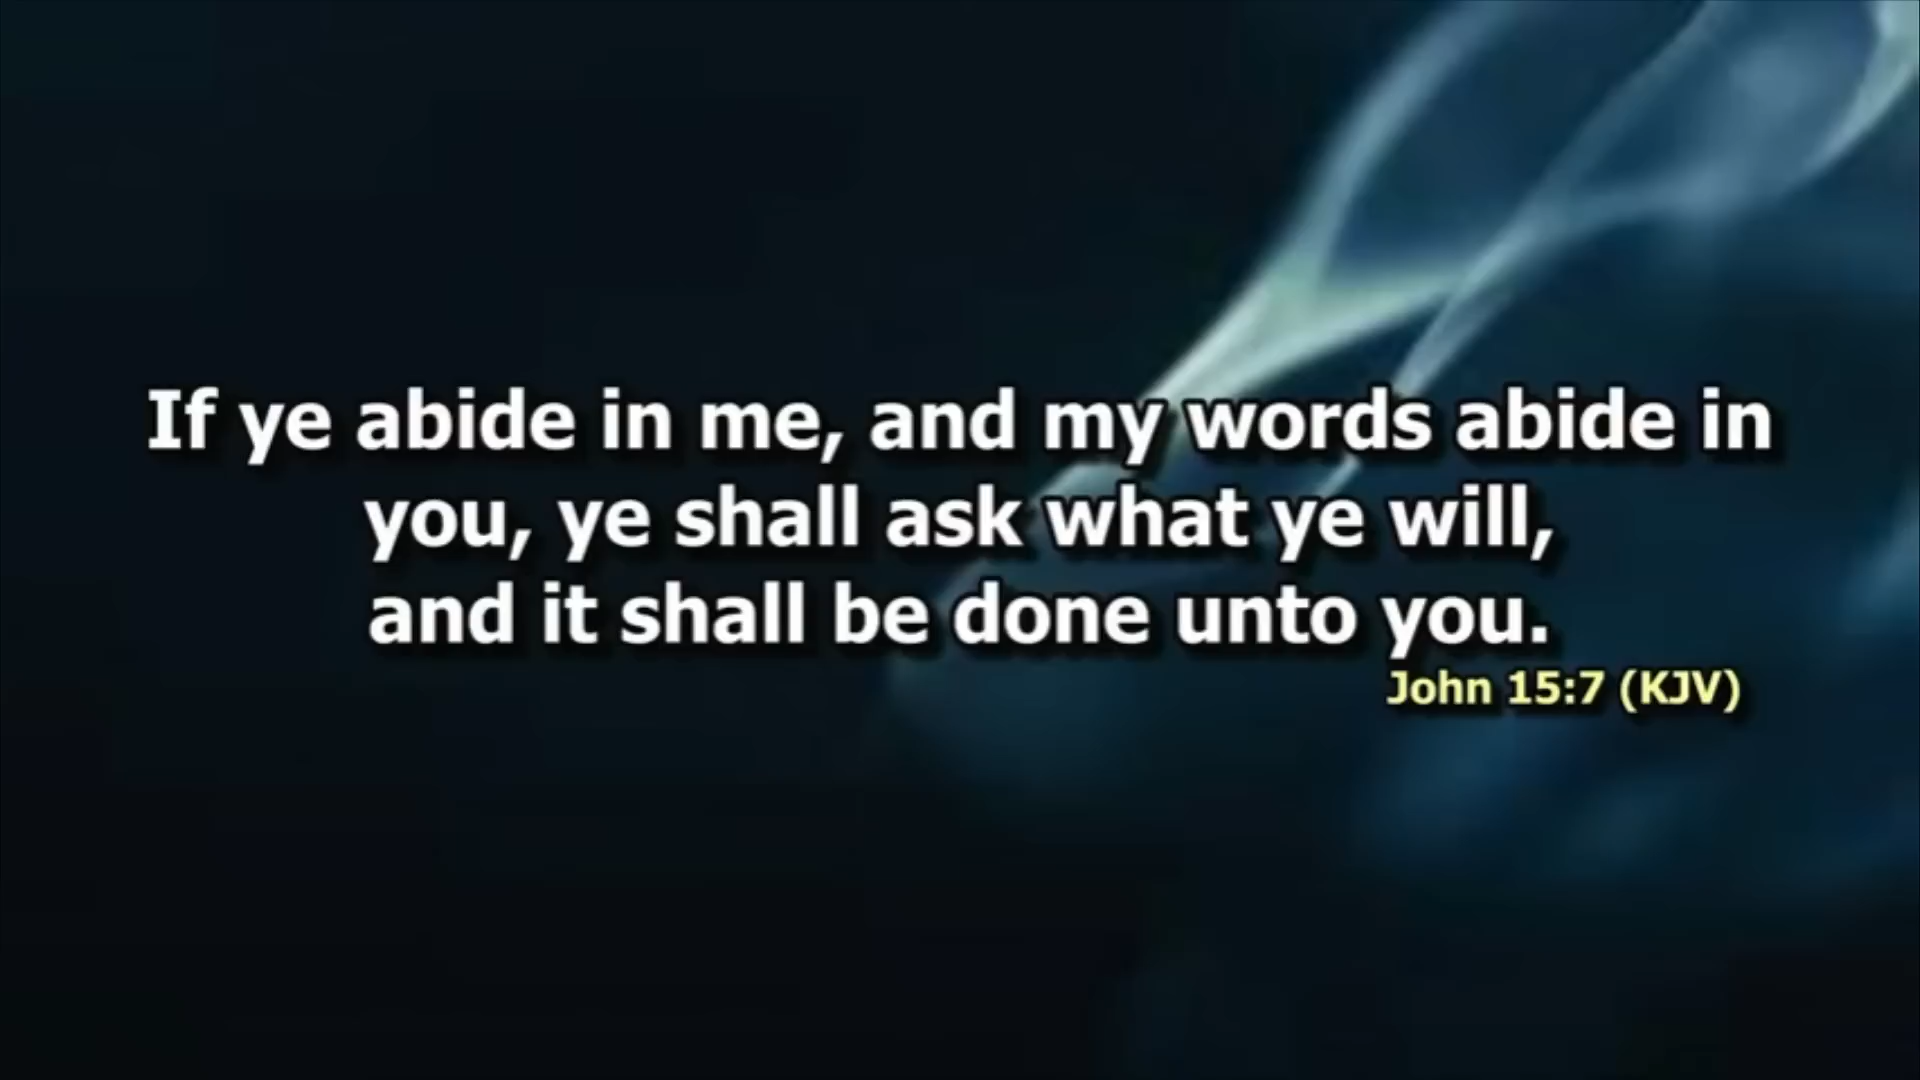 If ye abide in me, and my words abide in
you, ye shall ask what ye will,
and it shall be done unto you.
John 15:7 (KJV)